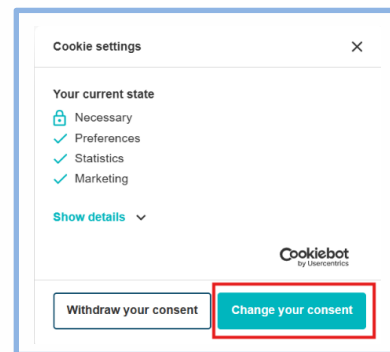 Cookie settings
Your current state
Necessary
Preferences
Statistics
Marketing
Show details
Cookiebot
by Usercentrics
Withdraw your consent
Change your consent